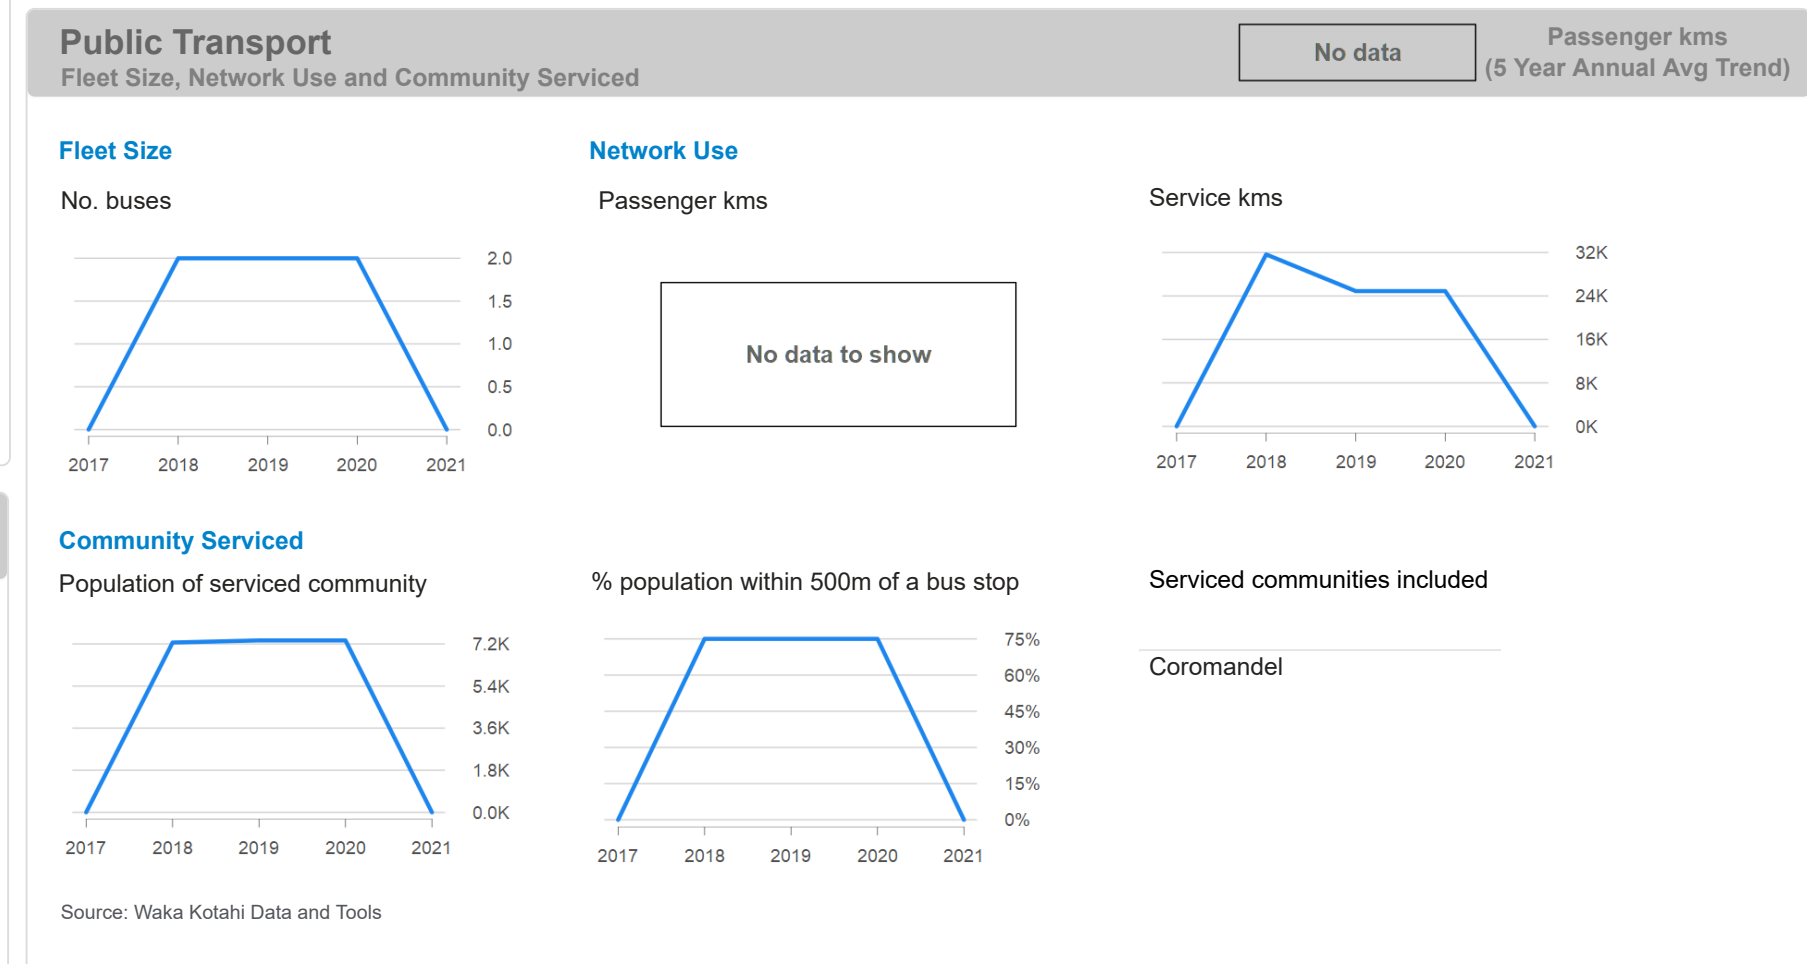 Public Transport
Fleet Size, Network Use and Community Serviced
No data
Passenger kms
(5 Year Annual Avg Trend)
Fleet Size
No. buses
2.0
1.5
1.0
0.5
0.0
2017 2018 2019 2020 2021
Network Use
Passenger kms
No data to show
Service kms
32K
24K
16K
8K
0K
2017 2018 2019 2020 2021
Community Serviced
Population of serviced community
7.2K
5.4K
3.6K
1.8K
0.0K
2017 2018 2019 2020 2021
% population within 500m of a bus stop
75%
60%
45%
30%
15%
0%
2017 2018 2019 2020 2021
Serviced communities included
Coromandel
Source: Waka Kotahi Data and Tools